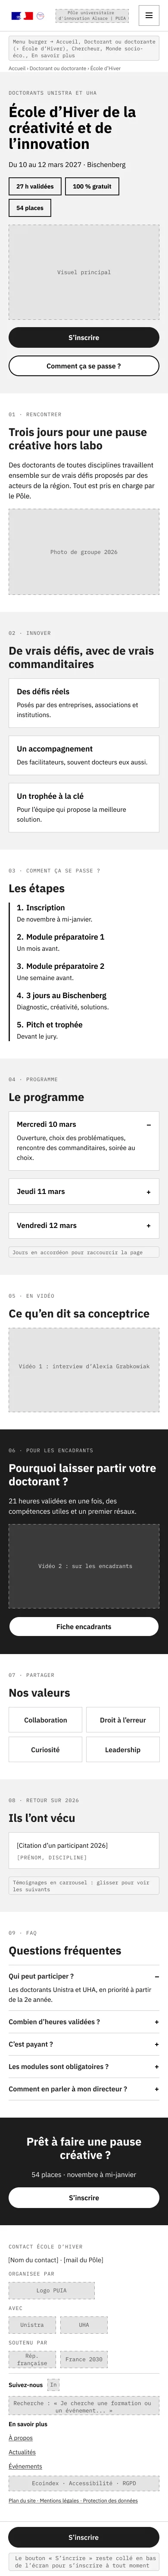 Pôle universitaire
d'innovation Alsace | PUIA
Menu burger → Accueil, Doctorant ou doctorante
(> École d'Hiver), Chercheus, Monde socio-
éco., En savoir plus
Accueil › Doctorant ou doctorante › École d'Hiver
DOCTORANTS UNISTRA ET UHA
École d'Hiver de la
créativité et de
l'innovation
Du 10 au 12 mars 2027 · Bischenberg
27 h validées
100 % gratuit
54 places
Visuel principal
S'inscrire
Comment ça se passe ?
01 · RENCONTRER
Trois jours pour une pause
créative hors labo
Des doctorants de toutes disciplines travaillent
ensemble sur de vrais défis proposés par des
acteurs de la région. Tout est pris en charge par
le Pôle.
Photo de groupe 2026
02 · INNOVER
De vrais défis, avec de vrais
commanditaires
Des défis réels
Posés par des entreprises, associations et
institutions.
Un accompagnement
Des facilitateurs, souvent docteurs eux aussi.
Un trophée à la clé
Pour l'équipe qui propose la meilleure
solution.
03 · COMMENT ÇA SE PASSE ?
Les étapes
1. Inscription
De novembre à mi-janvier.
2. Module préparatoire 1
Un mois avant.
3. Module préparatoire 2
Une semaine avant.
4. 3 jours au Bischenberg
Diagnostic, créativité, solutions.
5. Pitch et trophée
Devant le jury.
04 · PROGRAMME
Le programme
Mercredi 10 mars –
Ouverture, choix des problématiques,
rencontre des commanditaires, soirée au
choix.
Jeudi 11 mars +
Vendredi 12 mars +
Jours en accordéon pour raccourcir la page
05 · EN VIDÉO
Ce qu'en dit sa conceptrice
Vidéo 1 : interview d'Alexia Grabkowiak
06 · POUR LES ENCADRANTS
Pourquoi laisser partir votre
doctorant ?
21 heures validées en une fois, des
compétences utiles et un premier réseau.
Vidéo 2 : sur les encadrants
Fiche encadrants
07 · PARTAGER
Nos valeurs
Collaboration
Droit à l'erreur
Curiosité
Leadership
08 · RETOUR SUR 2026
Ils l'ont vécu
[Citation d'un participant 2026]
[PRÉNOM, DISCIPLINE]
Témoignages en carrousel : glisser pour voir
les suivants
09 · FAQ
Questions fréquentes
Qui peut participer ? –
Les doctorants Unistra et UHA, en priorité à partir
de la 2e année.
Combien d'heures validées ? +
C'est payant ? +
Les modules sont obligatoires ? +
Comment en parler à mon directeur ? +
Prêt à faire une pause
créative ?
54 places · novembre à mi-janvier
S'inscrire
CONTACT ÉCOLE D'HIVER
[Nom du contact] · [mail du Pôle]
ORGANISÉE PAR
Logo PUIA
AVEC
Unistra
UHA
SOUTENU PAR
Rép.
française
France 2030
Suivez-nous
in
Recherche : « Je cherche une formation ou
un événement... »
En savoir plus
À propos
Actualités
Événements
Ecoindex · Accessibilité · RGPD
Plan du site · Mentions légales · Protection des données
S'inscrire
Le bouton « S'incrire » reste collé en bas
de l'écran pour s'inscrire à tout moment